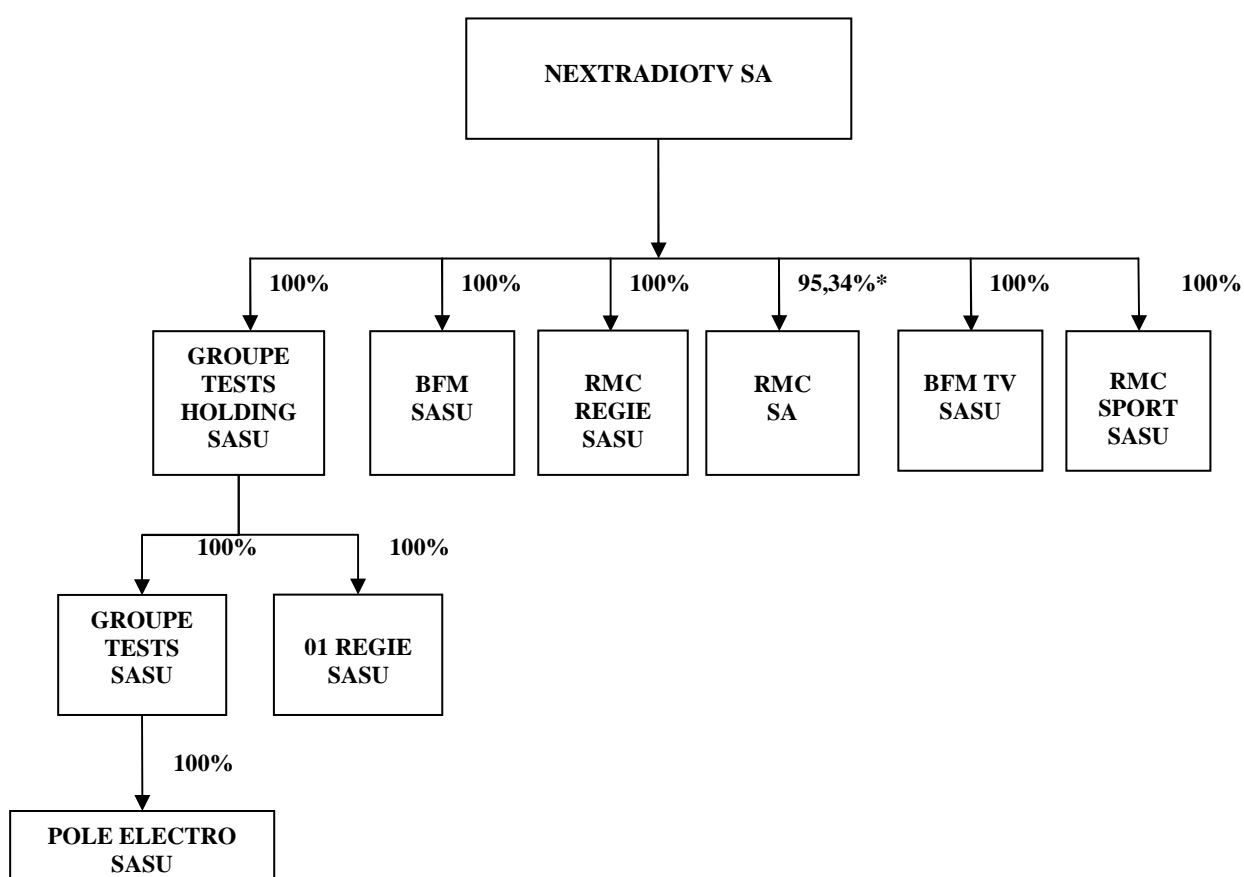 NEXTRADIOTV SA
100%
100%
100%
95,34%*
100%
100%
GROUPE
TESTS
HOLDING
SASU
BFM
SASU
RMC
REGIE
SASU
RMC
SA
BFM TV
SASU
RMC
SPORT
SASU
100%
100%
GROUPE
TESTS
SASU
01 REGIE
SASU
100%
POLE ELECTRO
SASU